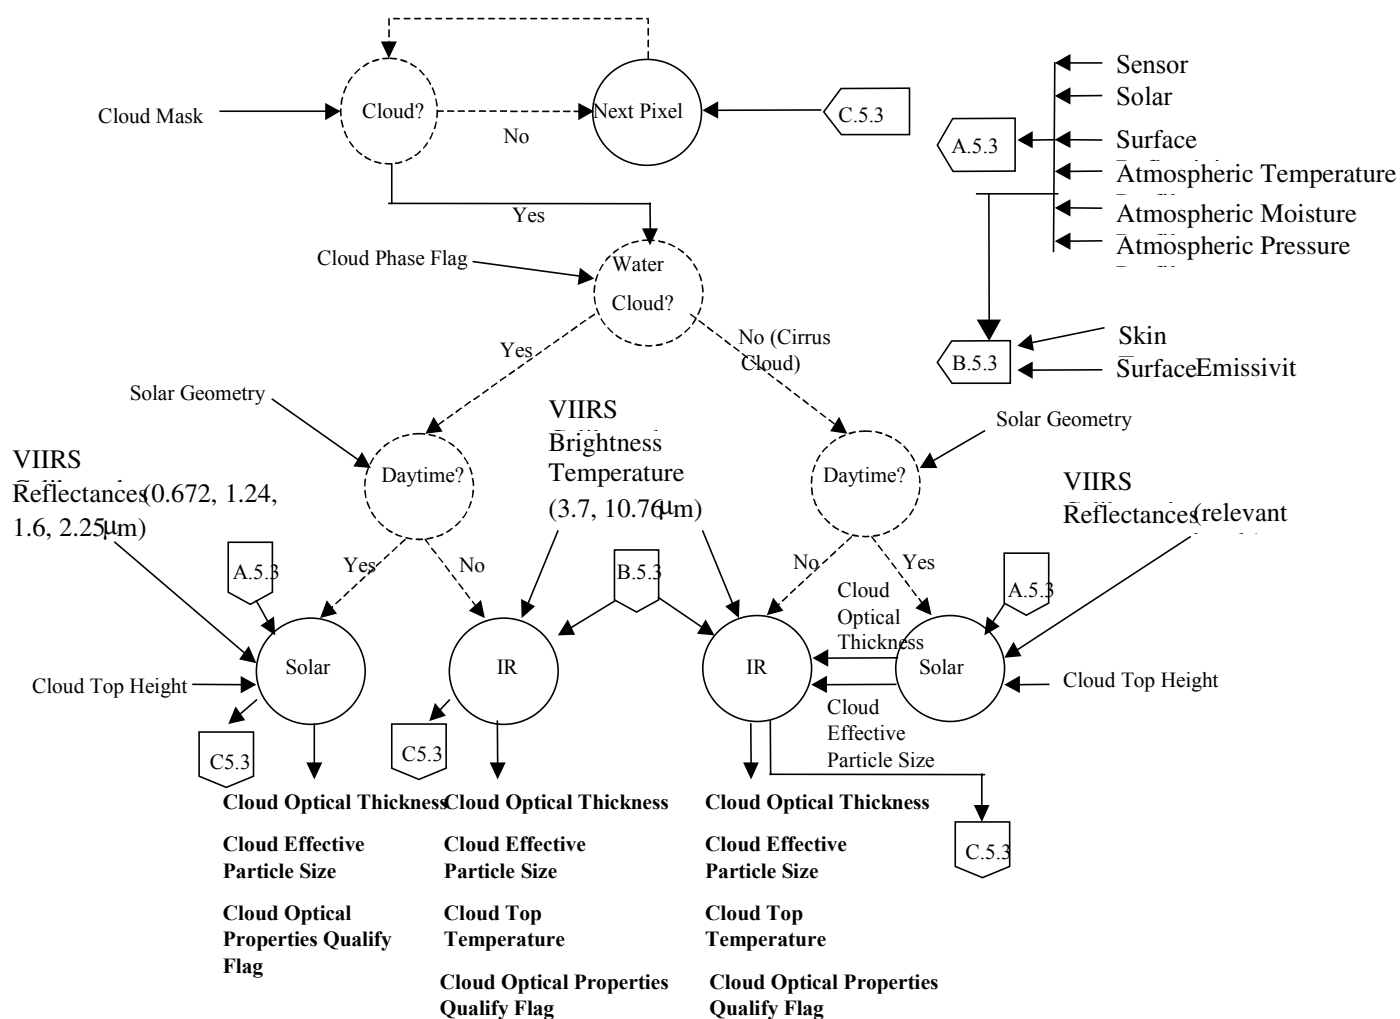 Sensor
Solar
Surface
Atmospheric Temperature
Atmospheric Moisture
Atmospheric Pressure
Cloud Mask
Cloud?
No
Next Pixel
C.5.3
A.5.3
Yes
Cloud Phase Flag
Water
Cloud?
Yes
No (Cirrus
Cloud)
B.5.3
Skin
Surface Emissivit
Solar Geometry
Daytime?
VIIRS
Brightness
Temperature
(3.7, 10.76µm)
Solar Geometry
Daytime?
VIIRS
Reflectances (0.672, 1.24,
1.6, 2.25µm)
VIIRS
Reflectances (relevant
A.5.3
Yes
No
B.5.3
No
Yes
A.5.3
Cloud
Optical
Thickness
Solar
IR
IR
Solar
Cloud Top Height
Cloud Top Height
Cloud
Effective
Particle Size
C5.3
C5.3
C.5.3
Cloud Optical Thickness
Cloud Effective
Particle Size
Cloud Optical
Properties Qualify
Flag
Cloud Optical Thickness
Cloud Effective
Particle Size
Cloud Top
Temperature
Cloud Optical Properties
Qualify Flag
Cloud Optical Thickness
Cloud Effective
Particle Size
Cloud Top
Temperature
Cloud Optical Properties
Qualify Flag